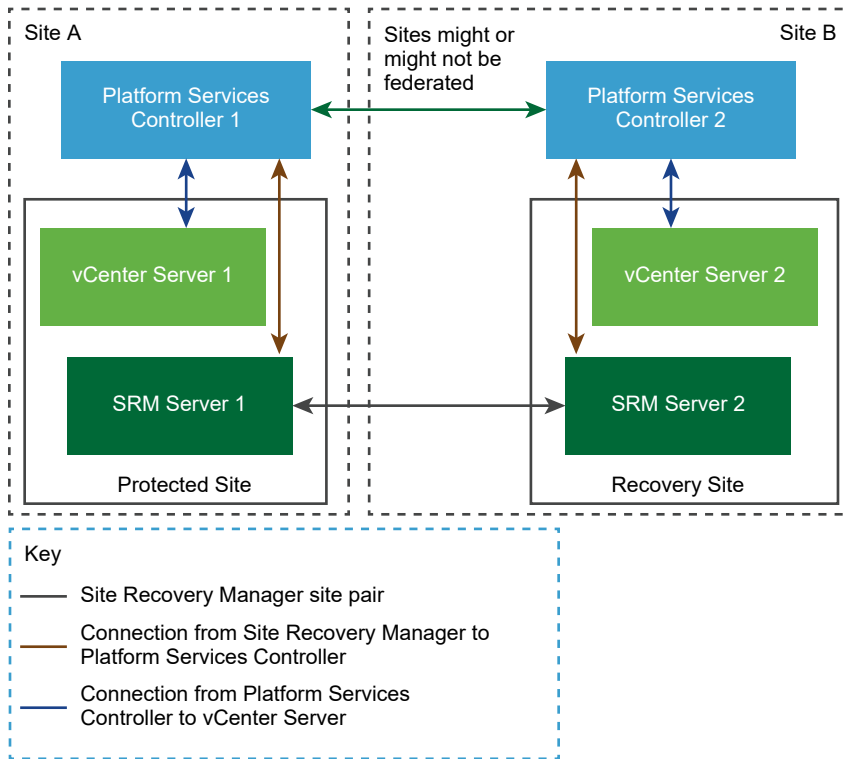 Site A
Sites might or
might not be
federated
Site B
Platform Services
Controller 1
Platform Services
Controller 2
vCenter Server 1
vCenter Server 2
SRM Server 1
SRM Server 2
Protected Site
Recovery Site
Key
Site Recovery Manager site pair
Connection from Site Recovery Manager to
Platform Services Controller
Connection from Platform Services
Controller to vCenter Server